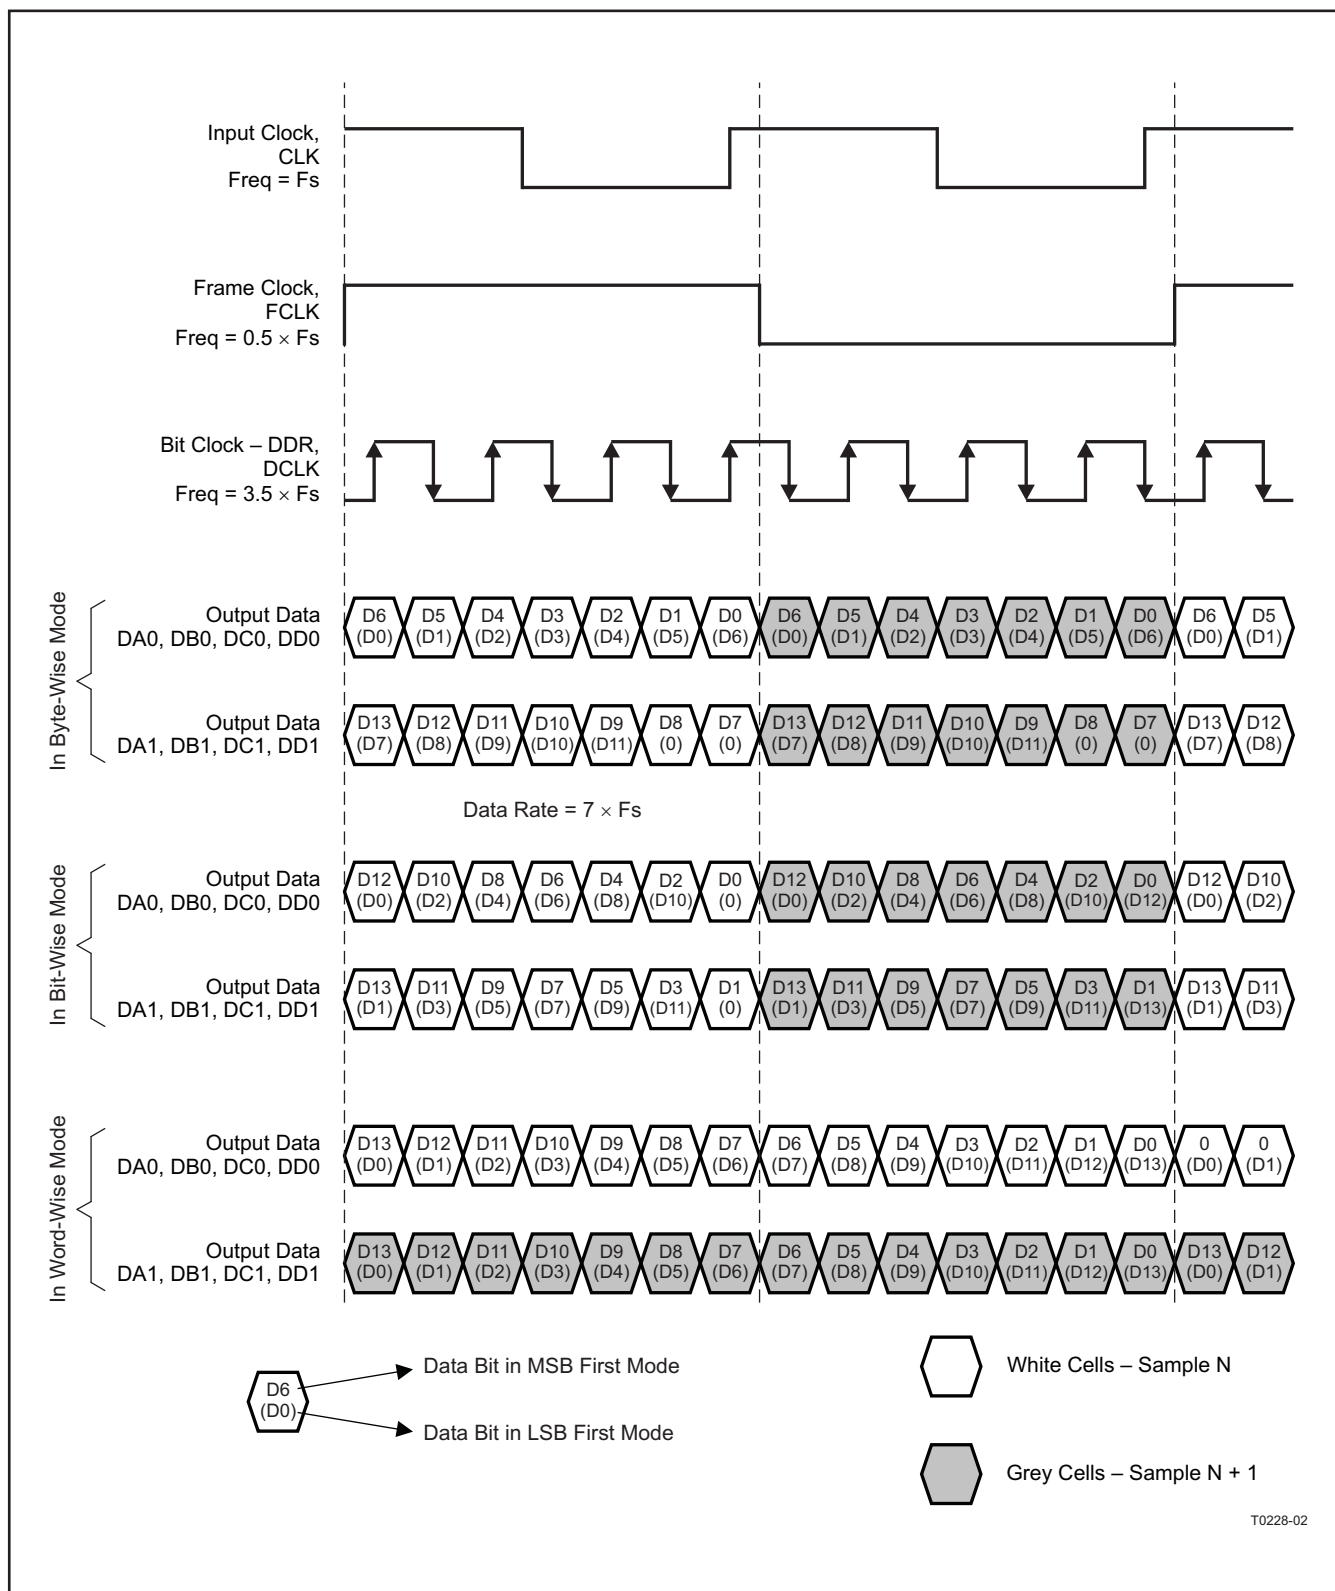 Input Clock,
CLK
Freq = Fs
Frame Clock,
FCLK
Freq = 0.5 × Fs
Bit Clock – DDR,
DCLK
Freq = 3.5 × Fs
In Byte-Wise Mode
Output Data
DA0, DB0, DC0, DD0
D6 D5 D4 D3 D2 D1 D0 D6 D5 D4 D3 D2 D1 D0 D6 D5
(D0) (D1) (D2) (D3) (D4) (D5) (D6) (D0) (D1) (D2) (D3) (D4) (D5) (D6) (D0) (D1)
Output Data
DA1, DB1, DC1, DD1
D13 D12 D11 D10 D9 D8 D7 D13 D12 D11 D10 D9 D8 D7 D13 D12
(D7) (D8) (D9) (D10) (D11) (0) (0) (D7) (D8) (D9) (D10) (D11) (0) (0) (D7) (D8)
Data Rate = 7 × Fs
In Bit-Wise Mode
Output Data
DA0, DB0, DC0, DD0
D12 D10 D8 D6 D4 D2 D0 D12 D10 D8 D6 D4 D2 D0 D12 D10
(D0) (D2) (D4) (D6) (D8) (D10) (0) (D0) (D2) (D4) (D6) (D8) (D10) (D12) (D0) (D2)
Output Data
DA1, DB1, DC1, DD1
D13 D11 D9 D7 D5 D3 D1 D13 D11 D9 D7 D5 D3 D1 D13 D11
(D1) (D3) (D5) (D7) (D9) (D11) (0) (D1) (D3) (D5) (D7) (D9) (D11) (D13) (D1) (D3)
In Word-Wise Mode
Output Data
DA0, DB0, DC0, DD0
D13 D12 D11 D10 D9 D8 D7 D6 D5 D4 D3 D2 D1 D0 0 0
(D0) (D1) (D2) (D3) (D4) (D5) (D6) (D7) (D8) (D9) (D10) (D11) (D12) (D13) (D0) (D1)
Output Data
DA1, DB1, DC1, DD1
D13 D12 D11 D10 D9 D8 D7 D6 D5 D4 D3 D2 D1 D0 D13 D12
(D0) (D1) (D2) (D3) (D4) (D5) (D6) (D7) (D8) (D9) (D10) (D11) (D12) (D13) (D0) (D1)
D6
(D0)
Data Bit in MSB First Mode
Data Bit in LSB First Mode
White Cells – Sample N
Grey Cells – Sample N + 1
T0228-02